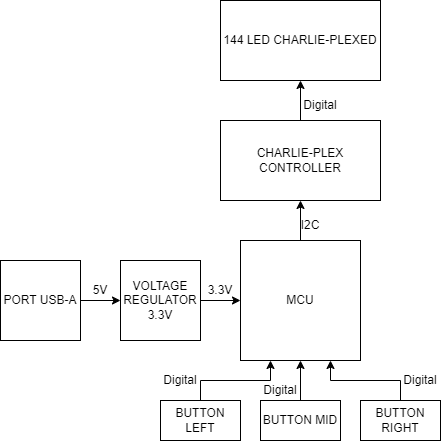 144 LED CHARLIE-PLEXED
Digital
CHARLIE-PLEX
CONTROLLER
I2C
PORT USB-A
5V
VOLTAGE
REGULATOR
3.3V
3.3V
MCU
Digital
Digital
Digital
BUTTON
LEFT
BUTTON MID
BUTTON
RIGHT